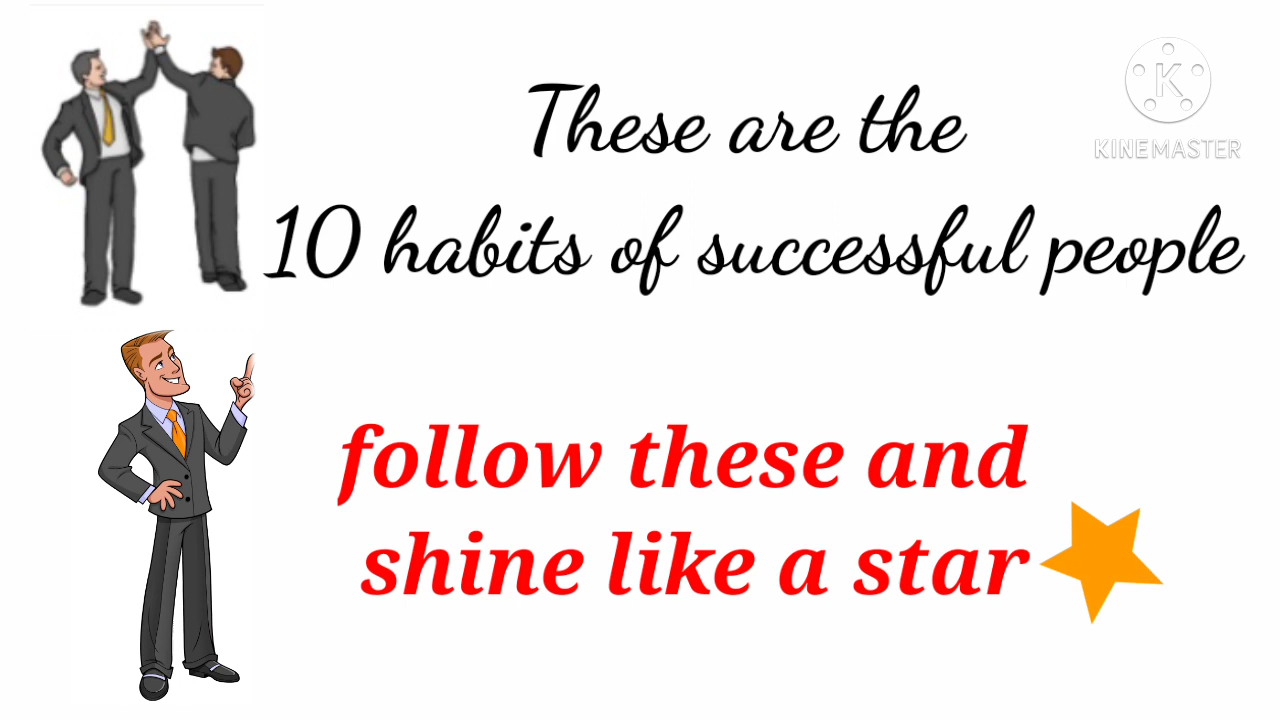 These are the
10 habits of successful people
K
KINEMASTER
follow these and
shine like a star